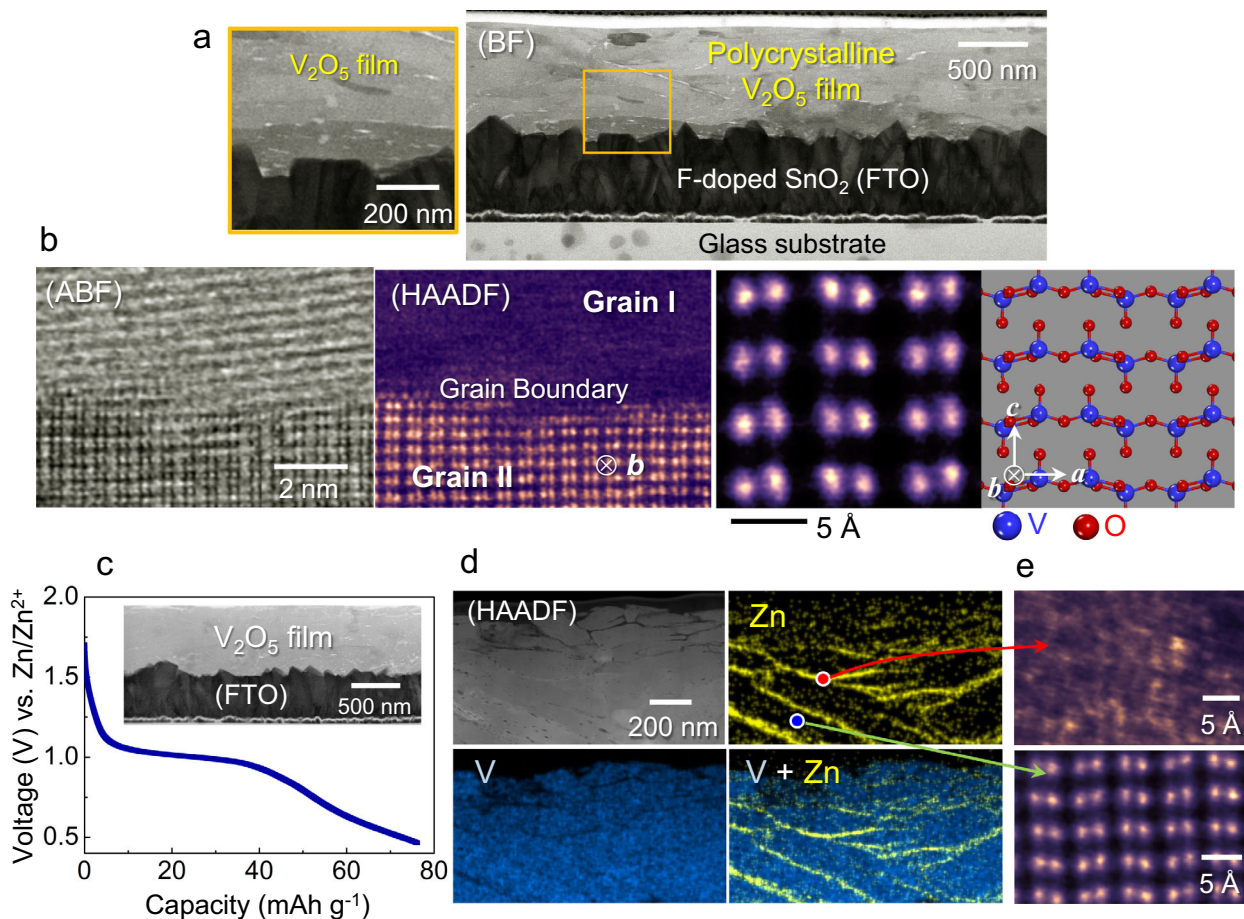 a
V₂O₅ film
200 nm
(BF)
Polycrystalline
V₂O₅ film
500 nm
F-doped SnO₂ (FTO)
Glass substrate
b
(ABF)
2 nm
(HAADF)
Grain I
Grain Boundary
Grain II
⊗ b
5 Å
c
b
a
V
O
c
Voltage (V) vs. Zn/Zn²⁺
2.0
1.5
1.0
0.5
0
20
40
60
80
Capacity (mAh g⁻¹)
V₂O₅ film
(FTO)
500 nm
d
(HAADF)
200 nm
Zn
V
V + Zn
e
5 Å
5 Å